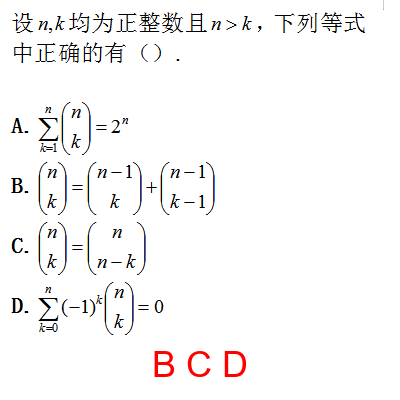 设 n,k 均为正整数且 n > k，下列等式
中正确的有（）.
A. \sum_{k=1}^{n} \binom{n}{k} = 2^n
B. \binom{n}{k} = \binom{n-1}{k} + \binom{n-1}{k-1}
C. \binom{n}{k} = \binom{n}{n-k}
D. \sum_{k=0}^{n} (-1)^k \binom{n}{k} = 0
B C D